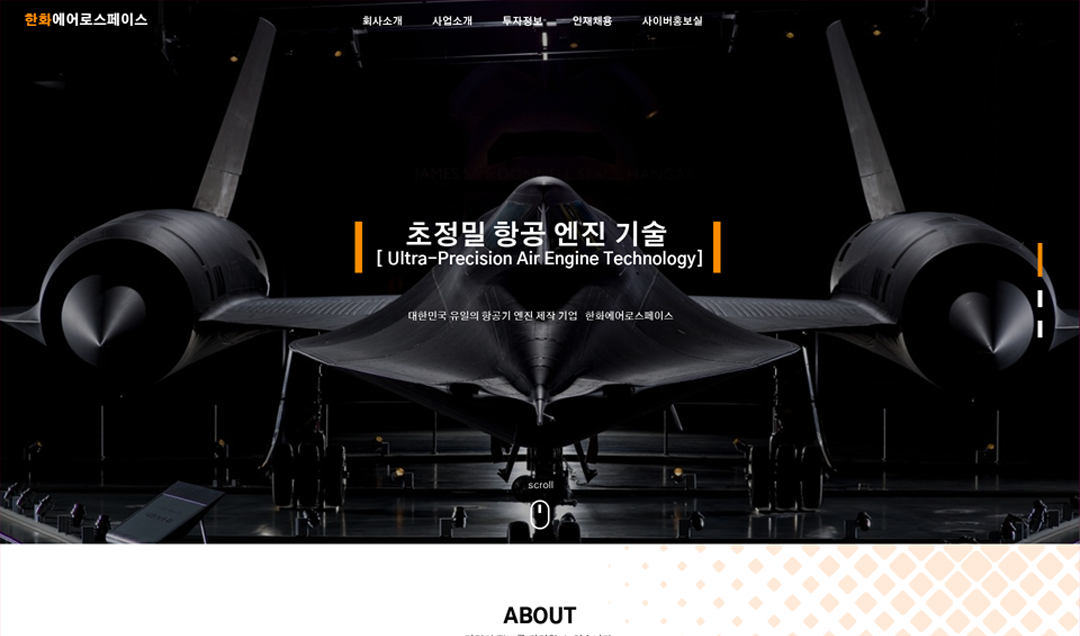 한화에어로스페이스
회사소개 사업소개 투자정보 인재채용 사이버홍보실
초정밀 항공 엔진 기술
[ Ultra-Precision Air Engine Technology]
대한민국 유일의 항공기 엔진 제작 기업 한화에어로스페이스
scroll
ABOUT